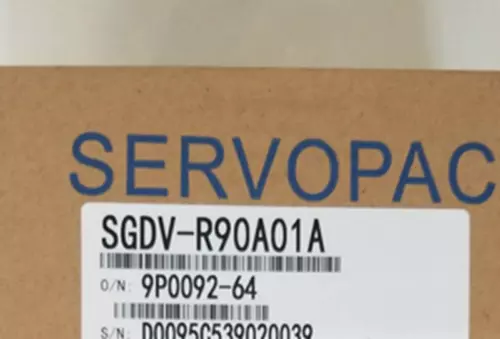 SERVOPAC
SGDV-R90A01A
O/N: 9P0092-64
S/N: D0095C539020039